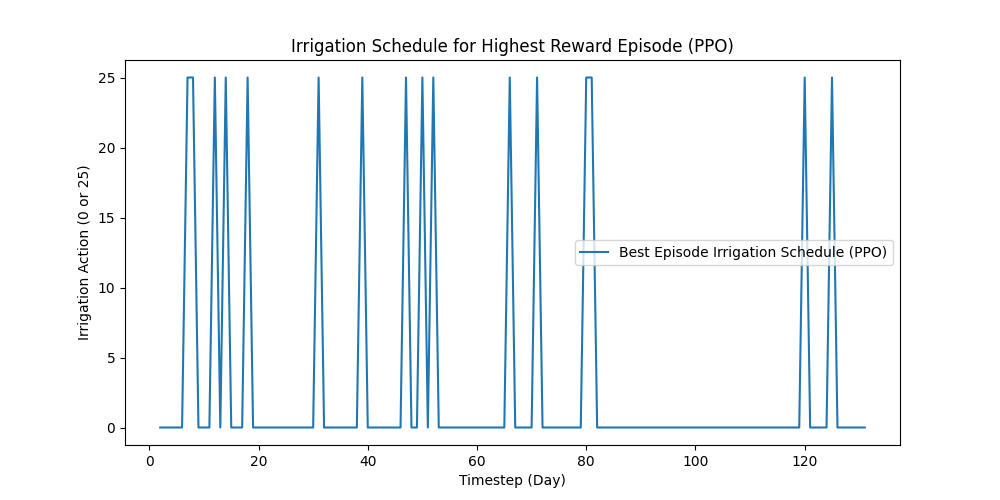 Irrigation Schedule for Highest Reward Episode (PPO)
Irrigation Action (0 or 25)
25
20
15
10
5
0
Best Episode Irrigation Schedule (PPO)
0 20 40 60 80 100 120
Timestep (Day)